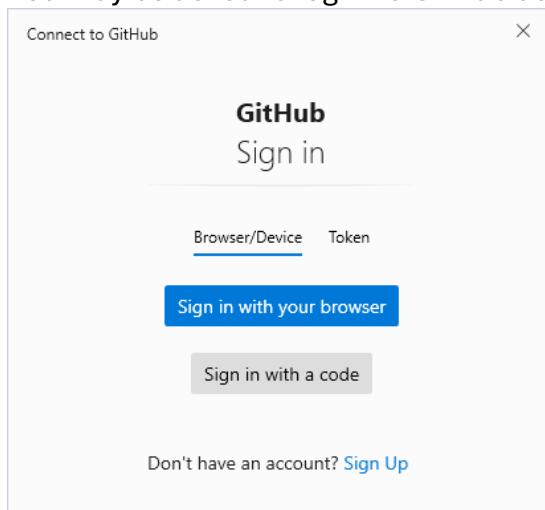 Connect to GitHub
GitHub
Sign in
Browser/Device Token
Sign in with your browser
Sign in with a code
Don't have an account? Sign Up